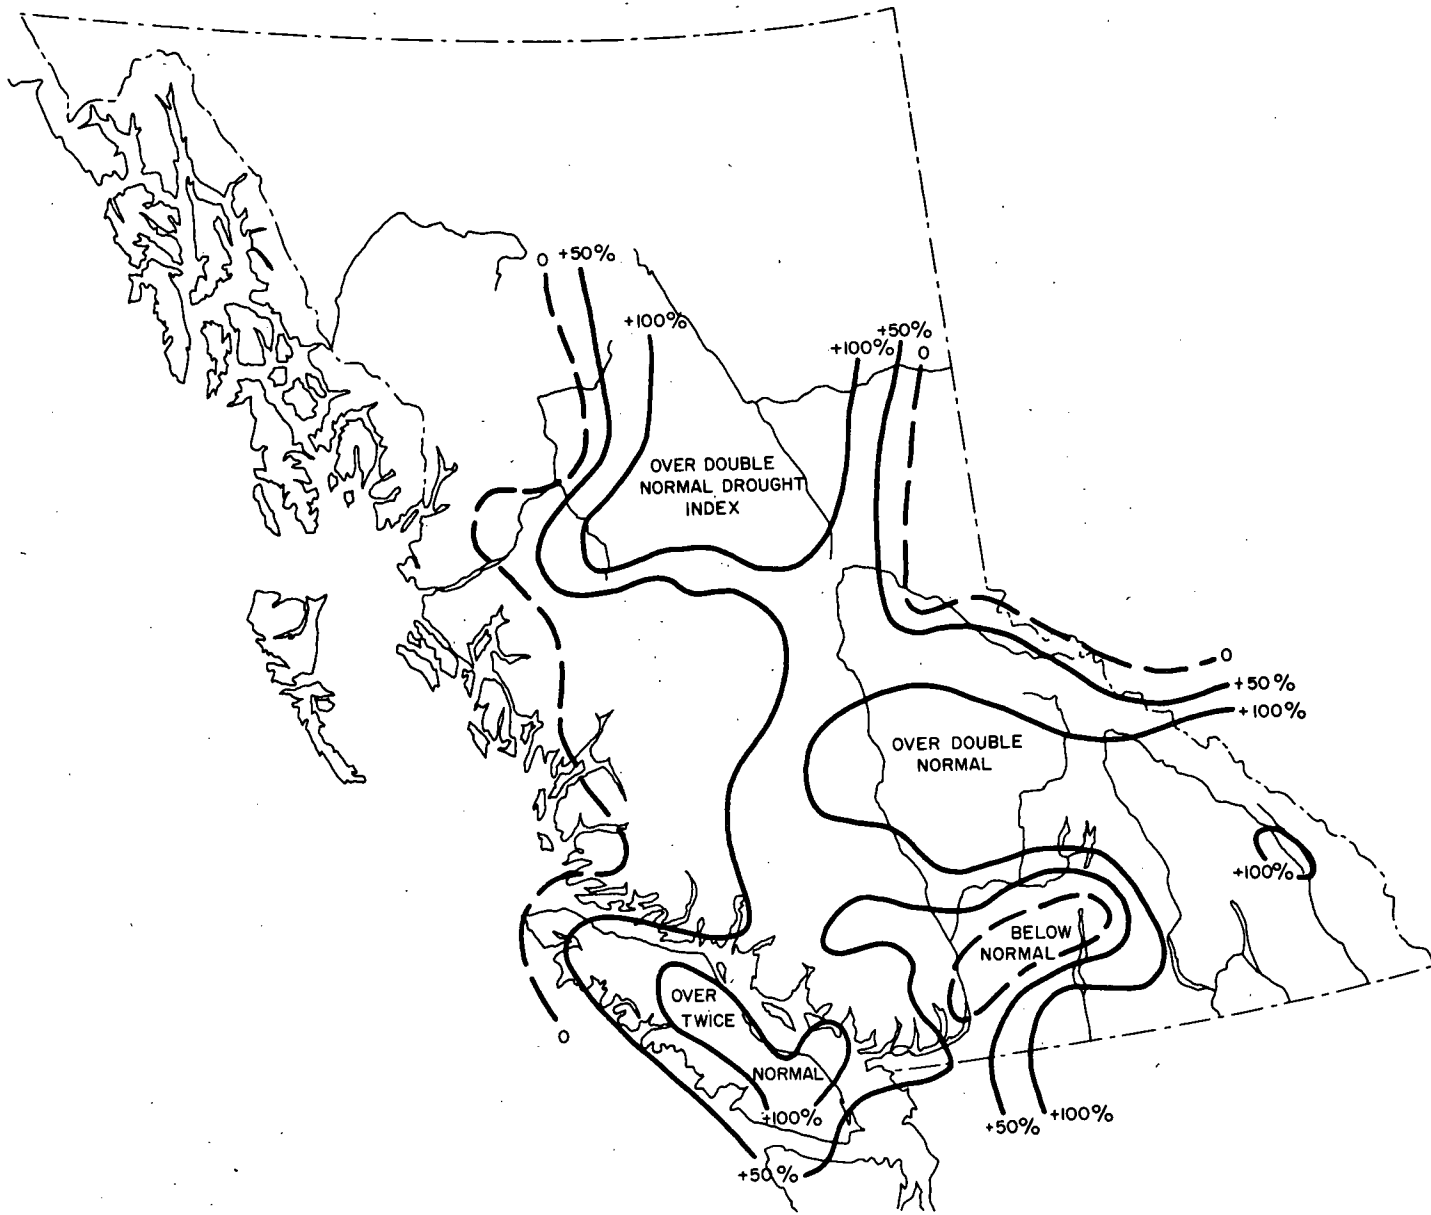 0 +50%
+100%
+50%
+100% 0
OVER DOUBLE
NORMAL DROUGHT
INDEX
0
+50%
+100%
OVER DOUBLE
NORMAL
+100%
BELOW
NORMAL
OVER
TWICE
0
NORMAL
+100%
+50% +100%
+50%